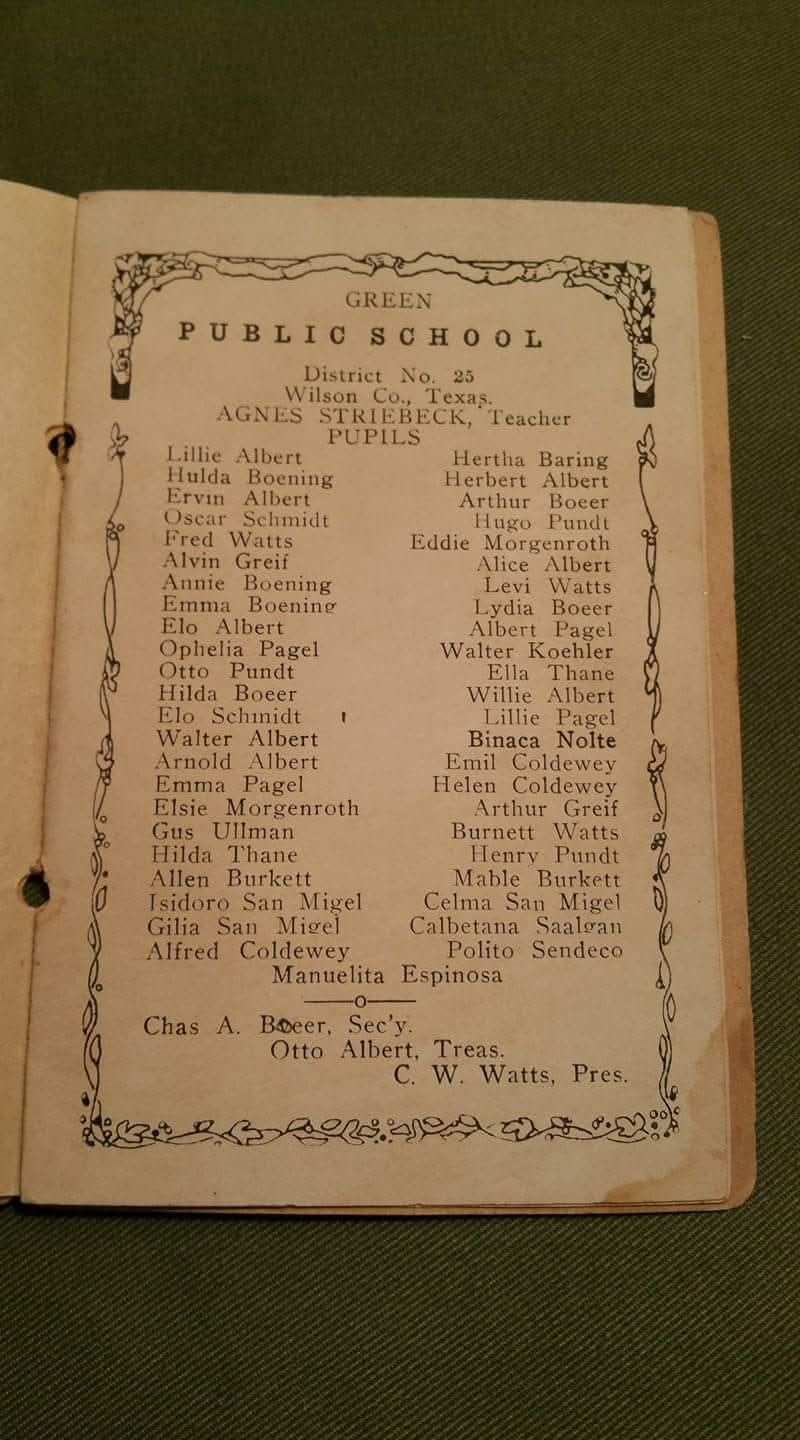 GREEN
PUBLIC SCHOOL
District No. 25
Wilson Co., Texas.
AGNES STRIEBECK, Teacher
PUPILS
Lillie Albert Hertha Baring
Hulda Boening Herbert Albert
Ervin Albert Arthur Boeer
Oscar Schmidt Hugo Pundt
Fred Watts Eddie Morgenroth
Alvin Greif Alice Albert
Annie Boening Levi Watts
Emma Boening Lydia Boeer
Elo Albert Albert Pagel
Ophelia Pagel Walter Koehler
Otto Pundt Ella Thane
Hilda Boeer Willie Albert
Elo Schmidt Lillie Pagel
Walter Albert Binaca Nolte
Arnold Albert Emil Coldewey
Emma Pagel Helen Coldewey
Elsie Morgenroth Arthur Greif
Gus Ullman Burnett Watts
Hilda Thane Henry Pundt
Allen Burkett Mable Burkett
Isidoro San Migel Celma San Migel
Gilia San Migel Calbetana Saalgan
Alfred Coldewey Polito Sendeco
Manuelita Espinosa
——o——
Chas A. Boeer, Sec'y.
Otto Albert, Treas.
C. W. Watts, Pres.